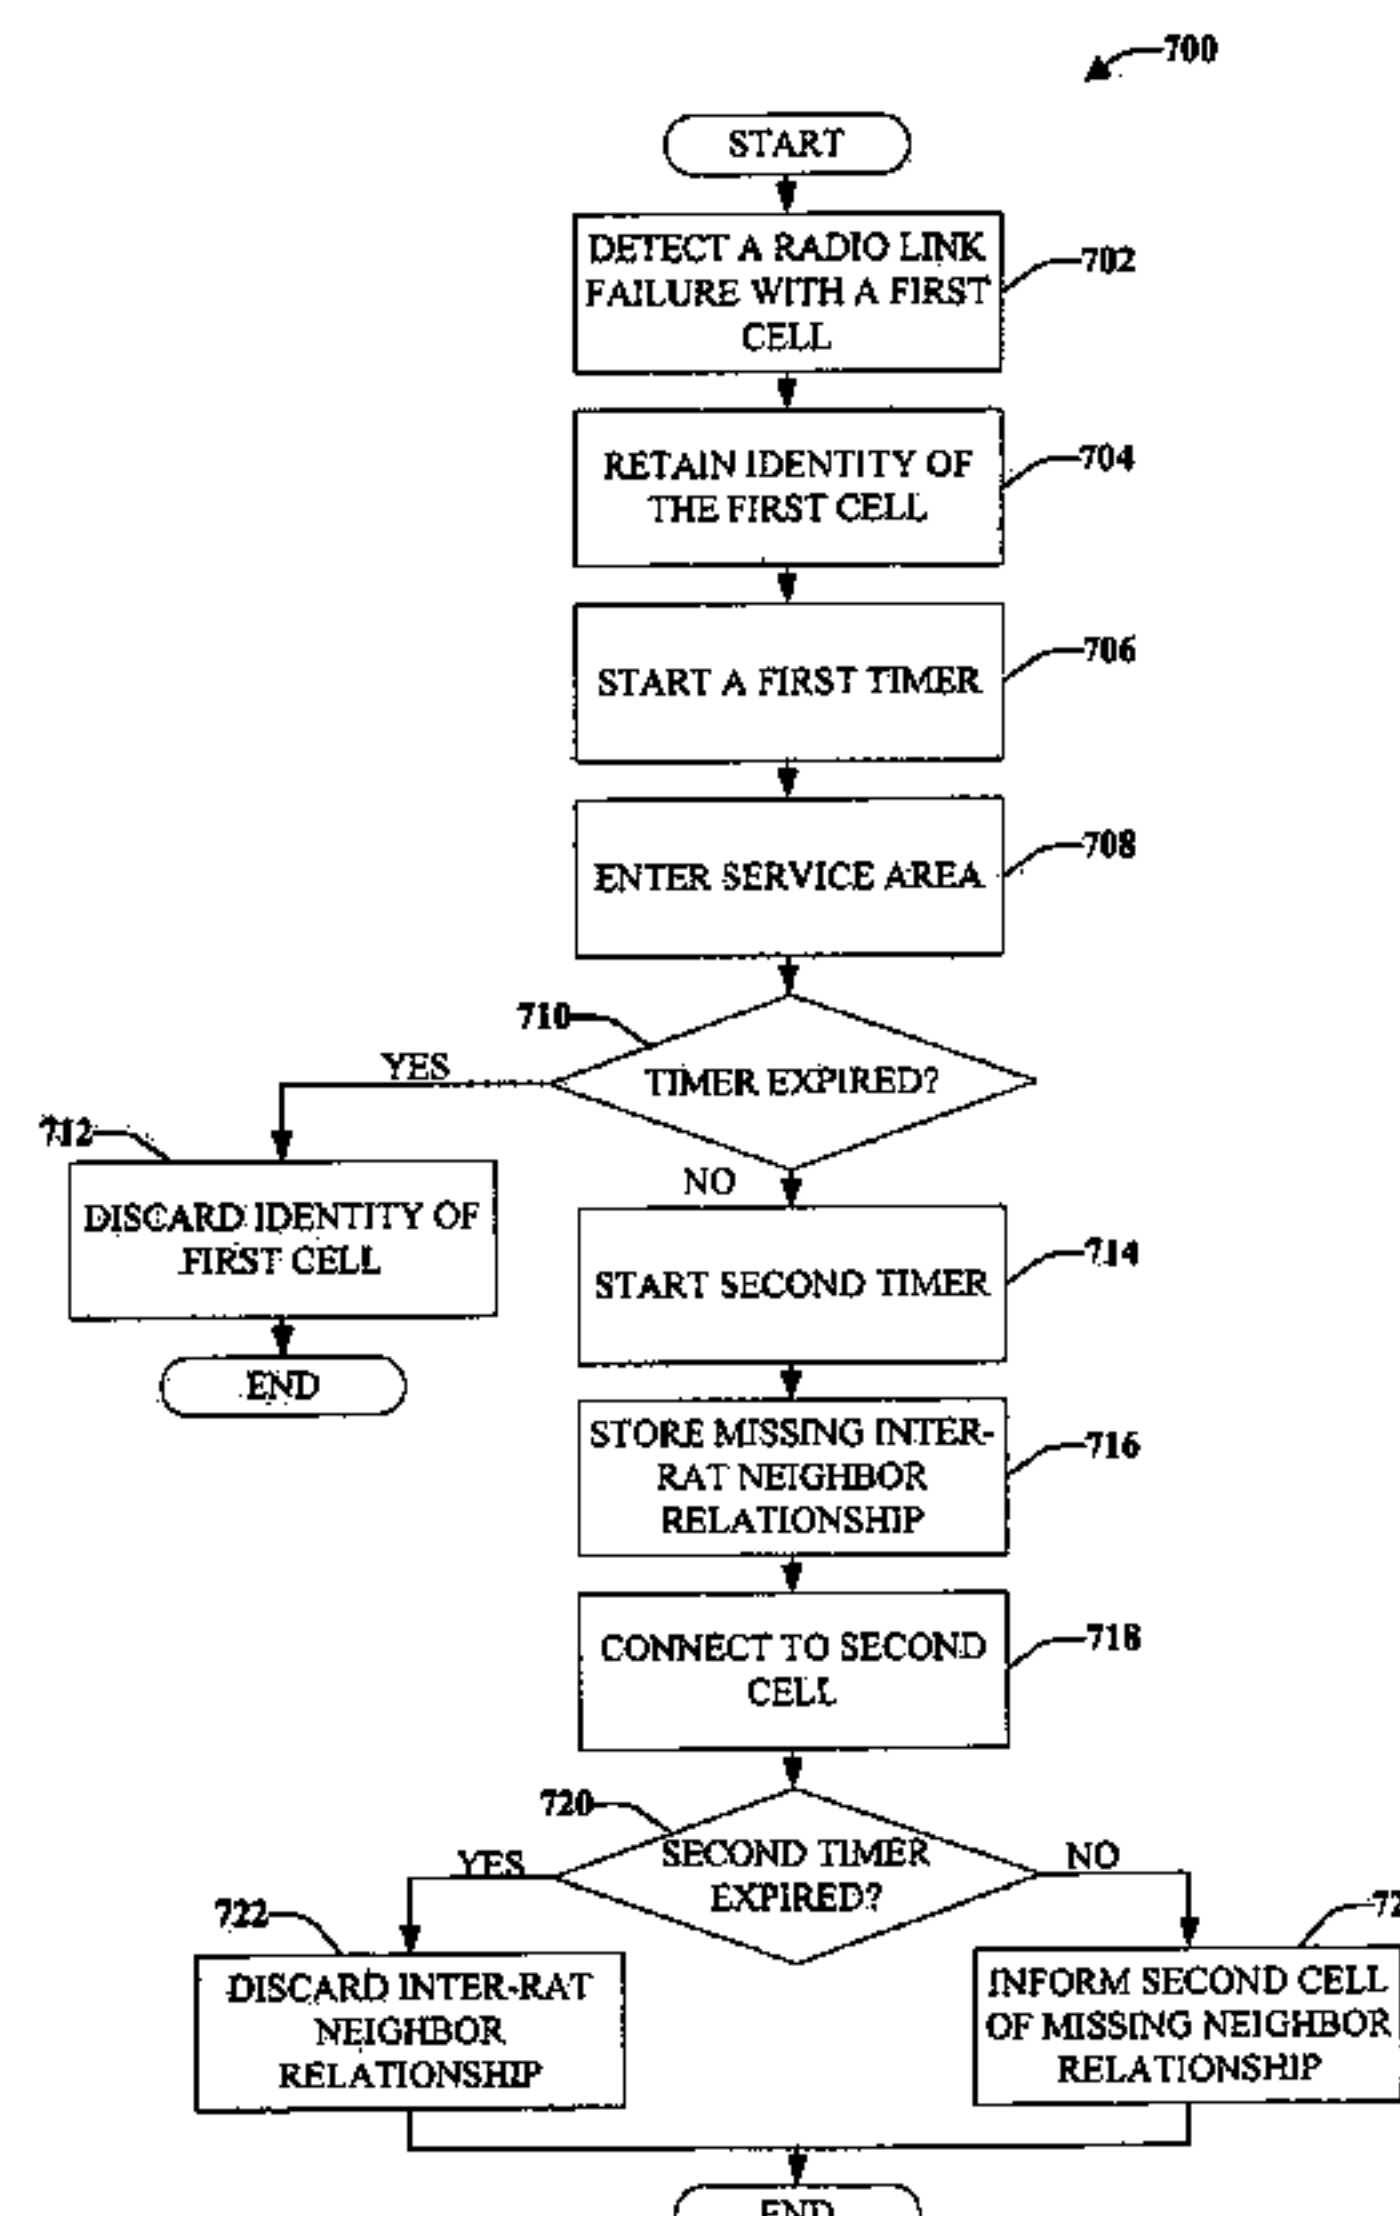 700
START
DETECT A RADIO LINK
FAILURE WITH A FIRST
CELL
702
RETAIN IDENTITY OF
THE FIRST CELL
704
START A FIRST TIMER
706
ENTER SERVICE AREA
708
710
TIMER EXPIRED?
YES
712
DISCARD IDENTITY OF
FIRST CELL
END
NO
START SECOND TIMER
714
STORE MISSING INTER-
RAT NEIGHBOR
RELATIONSHIP
716
CONNECT TO SECOND
CELL
718
720
SECOND TIMER
EXPIRED?
YES
NO
722
DISCARD INTER-RAT
NEIGHBOR
RELATIONSHIP
INFORM SECOND CELL
OF MISSING NEIGHBOR
RELATIONSHIP
END